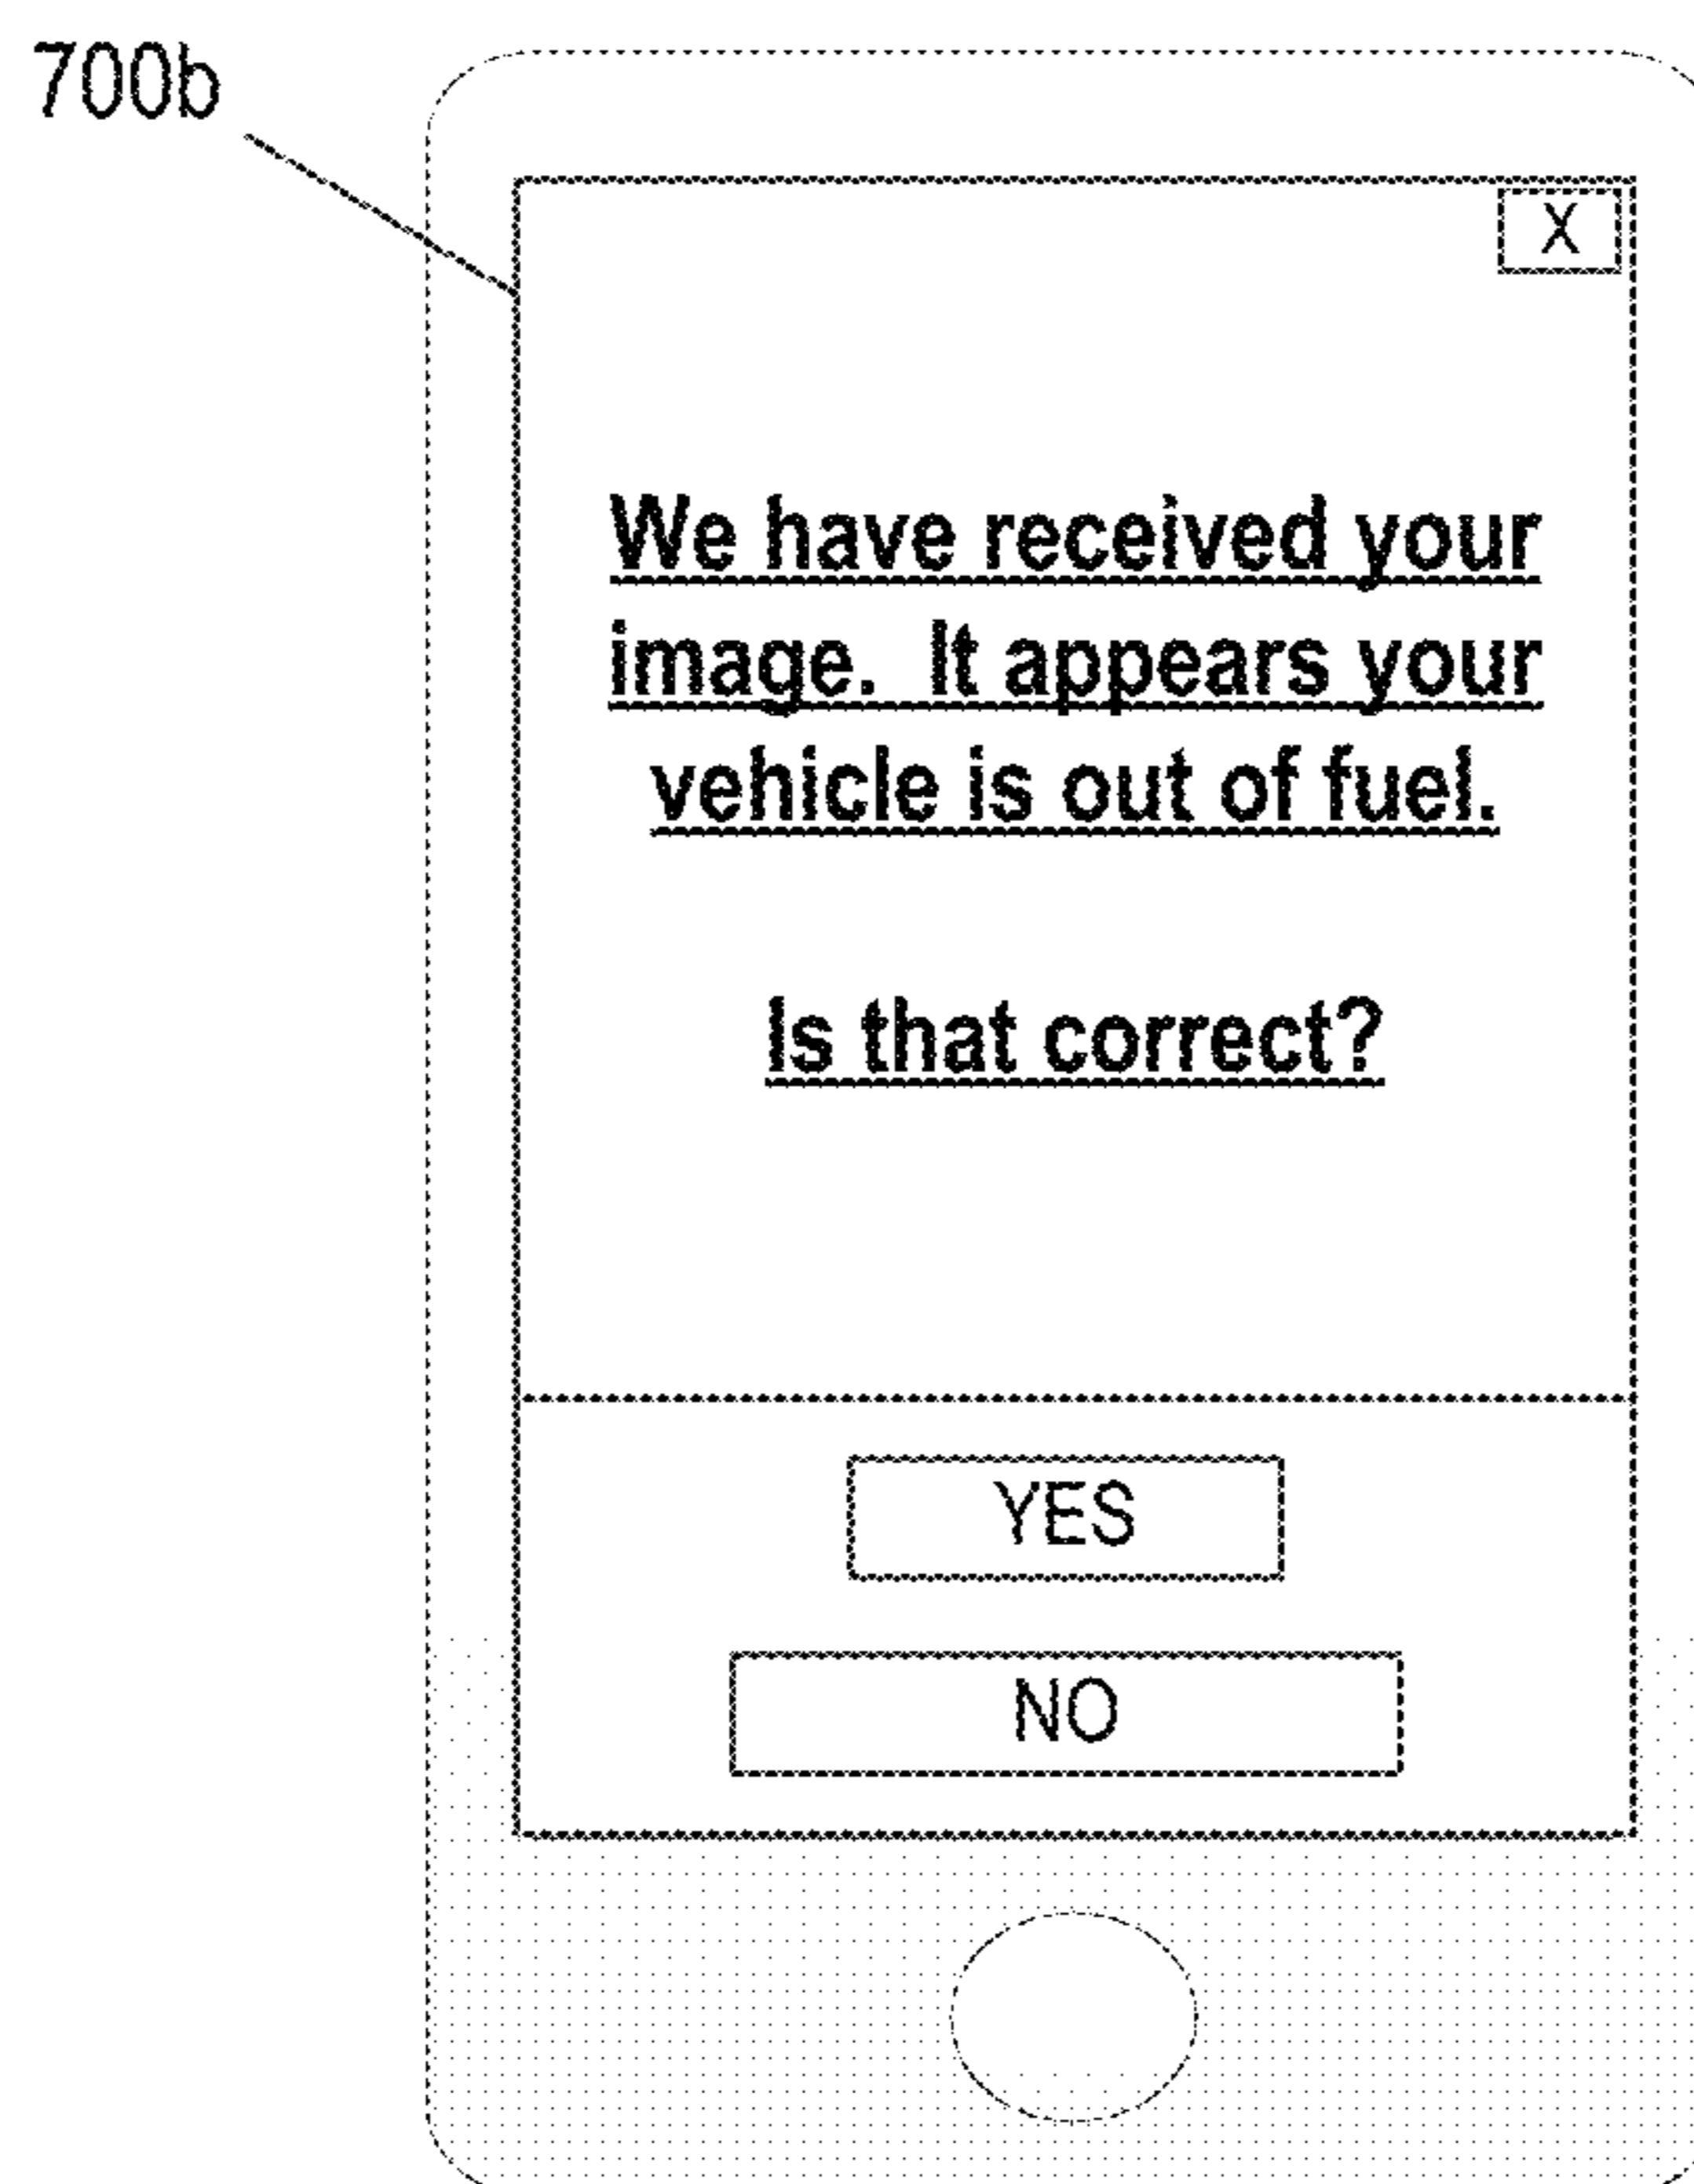 700b
X
We have received your
image.  It appears your
vehicle is out of fuel.
Is that correct?
YES
NO